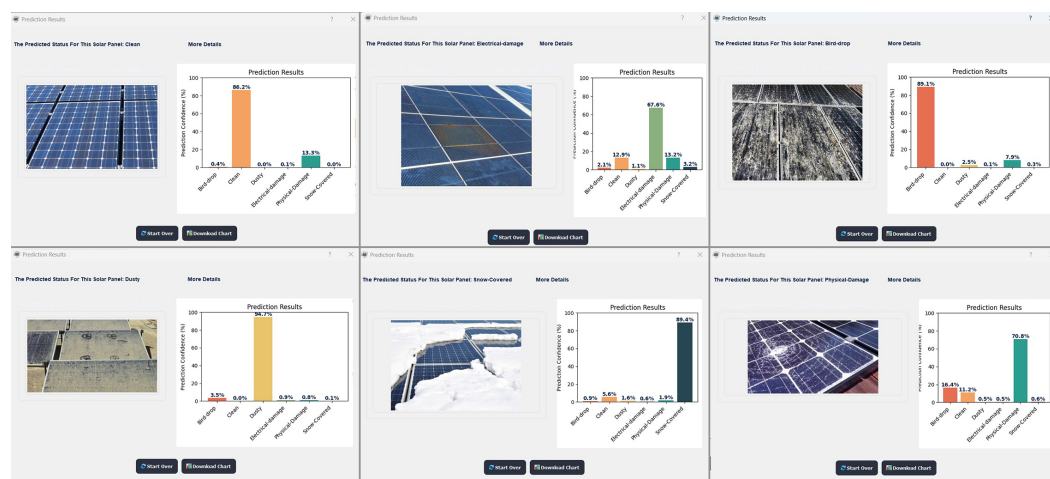 Prediction Results
? ×
The Predicted Status For This Solar Panel: Clean
More Details
Prediction Results
Prediction Confidence (%)
100
80
60
40
20
0
0.4%
86.2%
0.0%
0.1%
13.3%
0.0%
Bird-drop
Clean
Dusty
Electrical-damage
Physical-Damage
Snow-Covered
Start Over
Download Chart
Prediction Results
? ×
The Predicted Status For This Solar Panel: Electrical-damage
More Details
Prediction Results
100
80
60
40
20
0
2.1%
12.9%
1.1%
67.6%
13.2%
3.2%
Bird-drop
Clean
Dusty
Electrical-damage
Physical-Damage
Snow-Covered
Start Over
Download Chart
Prediction Results
?
The Predicted Status For This Solar Panel: Bird-drop
More Details
Prediction Results
Prediction Confidence (%)
100
80
60
40
20
0
89.1%
0.0%
2.5%
0.1%
7.9%
0.3%
Bird-drop
Clean
Dusty
Electrical-damage
Physical-Damage
Snow-Covered
Start Over
Download Chart
Prediction Results
? ×
The Predicted Status For This Solar Panel: Dusty
More Details
Prediction Results
Prediction Confidence (%)
100
80
60
40
20
0
3.5%
0.0%
94.7%
0.9%
0.8%
0.1%
Bird-drop
Clean
Dusty
Electrical-damage
Physical-Damage
Snow-Covered
Start Over
Download Chart
Prediction Results
? ×
The Predicted Status For This Solar Panel: Snow-Covered
More Details
Prediction Results
Prediction Confidence (%)
100
80
60
40
20
0
0.9%
5.6%
1.6%
0.6%
1.9%
89.4%
Bird-drop
Clean
Dusty
Electrical-damage
Physical-Damage
Snow-Covered
Start Over
Download Chart
Prediction Results
?
The Predicted Status For This Solar Panel: Physical-Damage
More Details
Prediction Results
100
80
60
40
20
0
16.4%
11.2%
0.5%
0.5%
70.8%
0.6%
Bird-drop
Clean
Dusty
Electrical-damage
Physical-Damage
Snow-Covered
Start Over
Download Chart